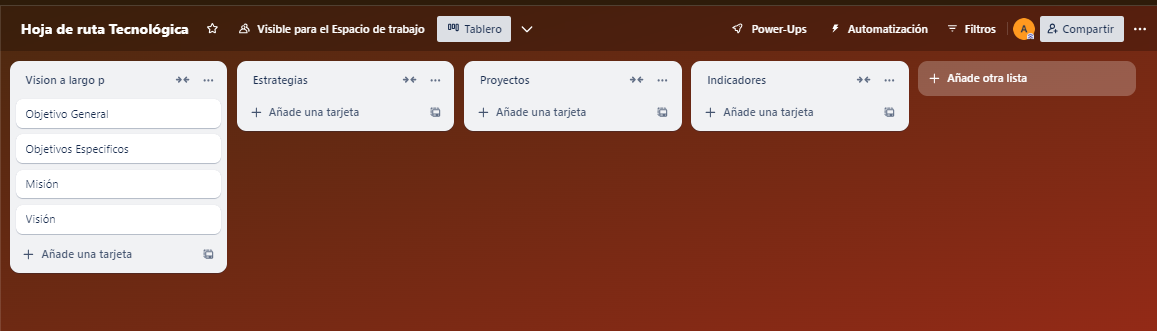 Hoja de ruta Tecnológica
Visible para el Espacio de trabajo
Tablero
Power-Ups
Automatización
Filtros
A
Compartir
Vision a largo p
Objetivo General
Objetivos Especificos
Misión
Visión
Añade una tarjeta
Estrategias
Añade una tarjeta
Proyectos
Añade una tarjeta
Indicadores
Añade una tarjeta
Añade otra lista